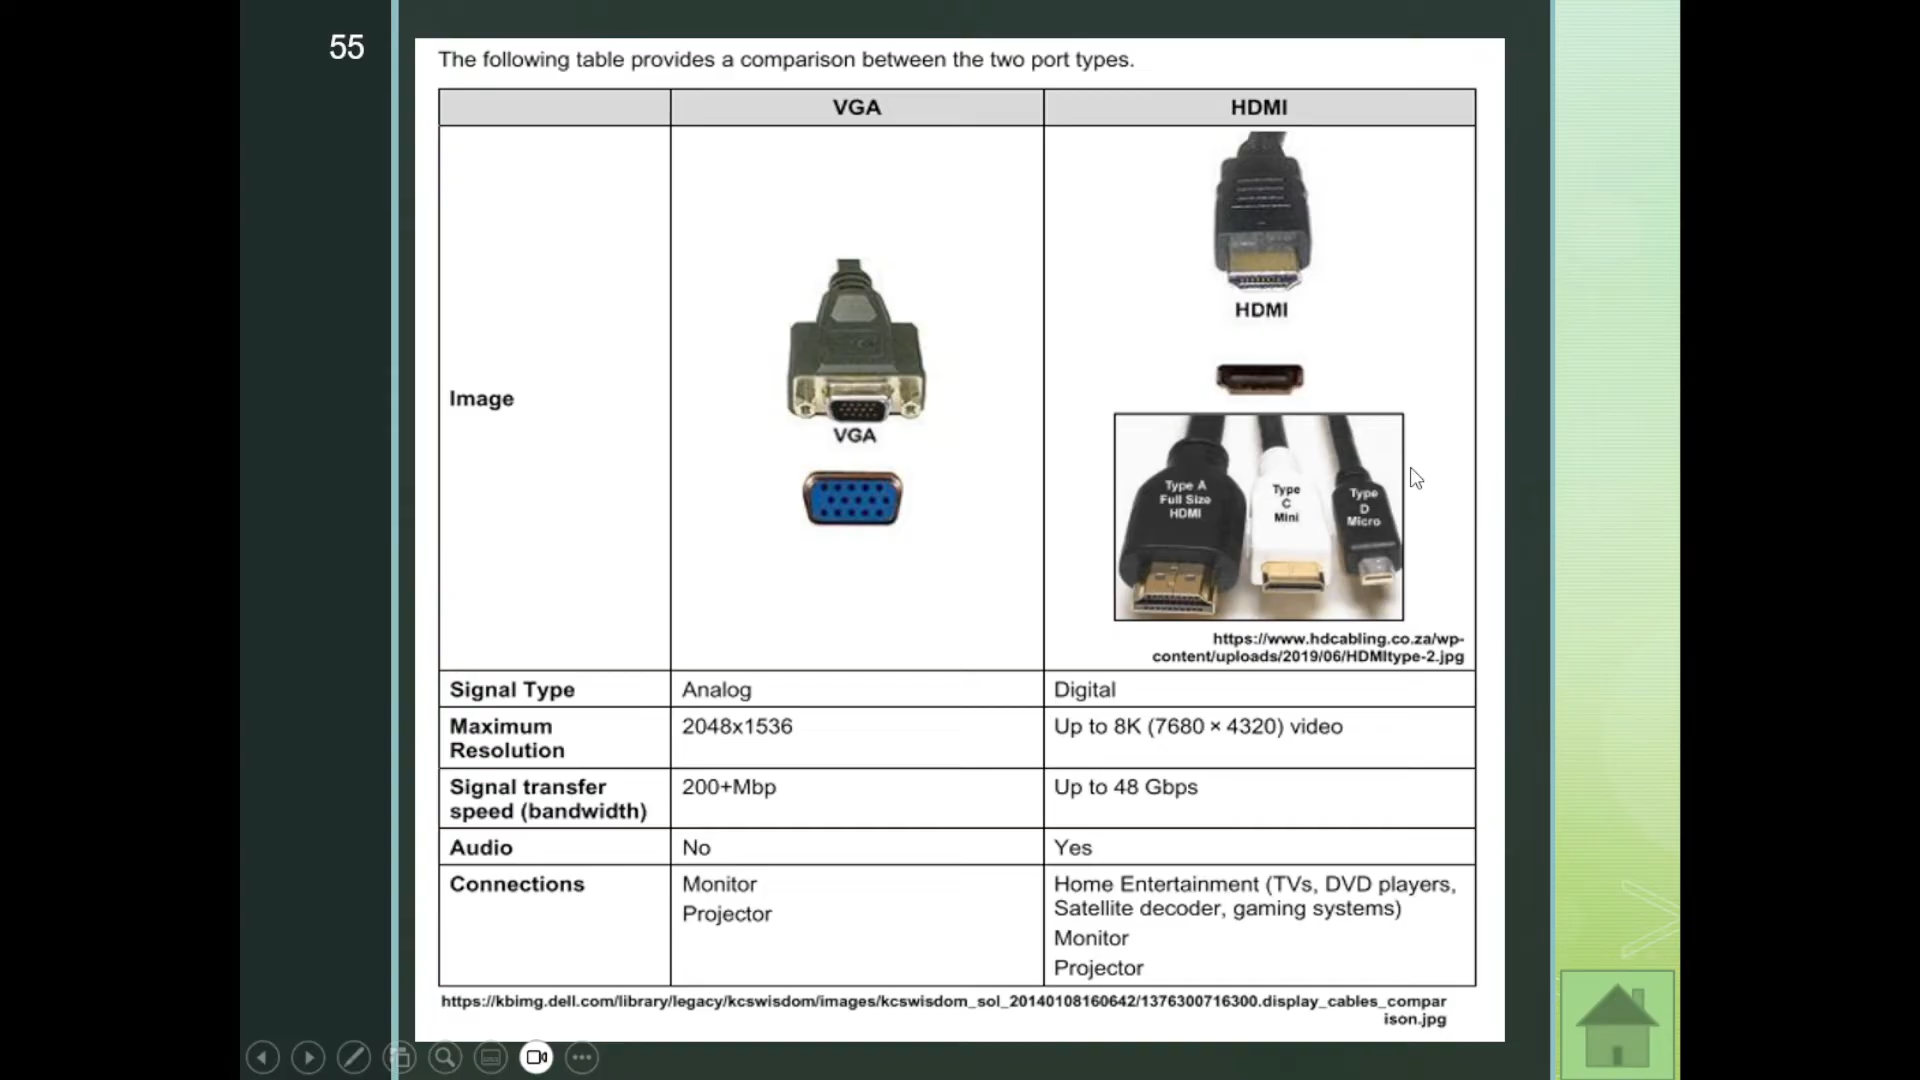 55
The following table provides a comparison between the two port types.
VGA
HDMI
Image
VGA
HDMI
Type A
Full Size
HDMI
Type
C
Mini
Type
D
Micro
https://www.hdcabling.co.za/wp-
content/uploads/2019/06/HDMItype-2.jpg
Signal Type
Analog
Digital
Maximum
Resolution
2048x1536
Up to 8K (7680 × 4320) video
Signal transfer
speed (bandwidth)
200+Mbp
Up to 48 Gbps
Audio
No
Yes
Connections
Monitor
Projector
Home Entertainment (TVs, DVD players,
Satellite decoder, gaming systems)
Monitor
Projector
https://kbimg.dell.com/library/legacy/kcswisdom/images/kcswisdom_sol_20140108160642/1376300716300.display_cables_compar
ison.jpg